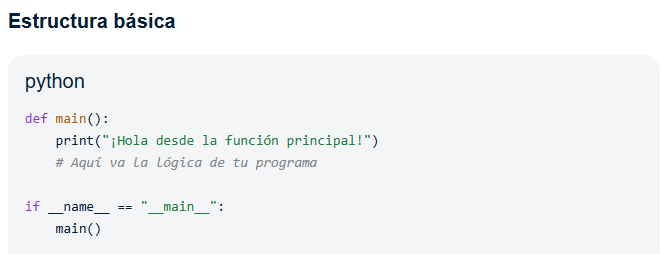 Estructura básica
python
def main():
    print("¡Hola desde la función principal!")
    # Aquí va la lógica de tu programa
if __name__ == "__main__":
    main()